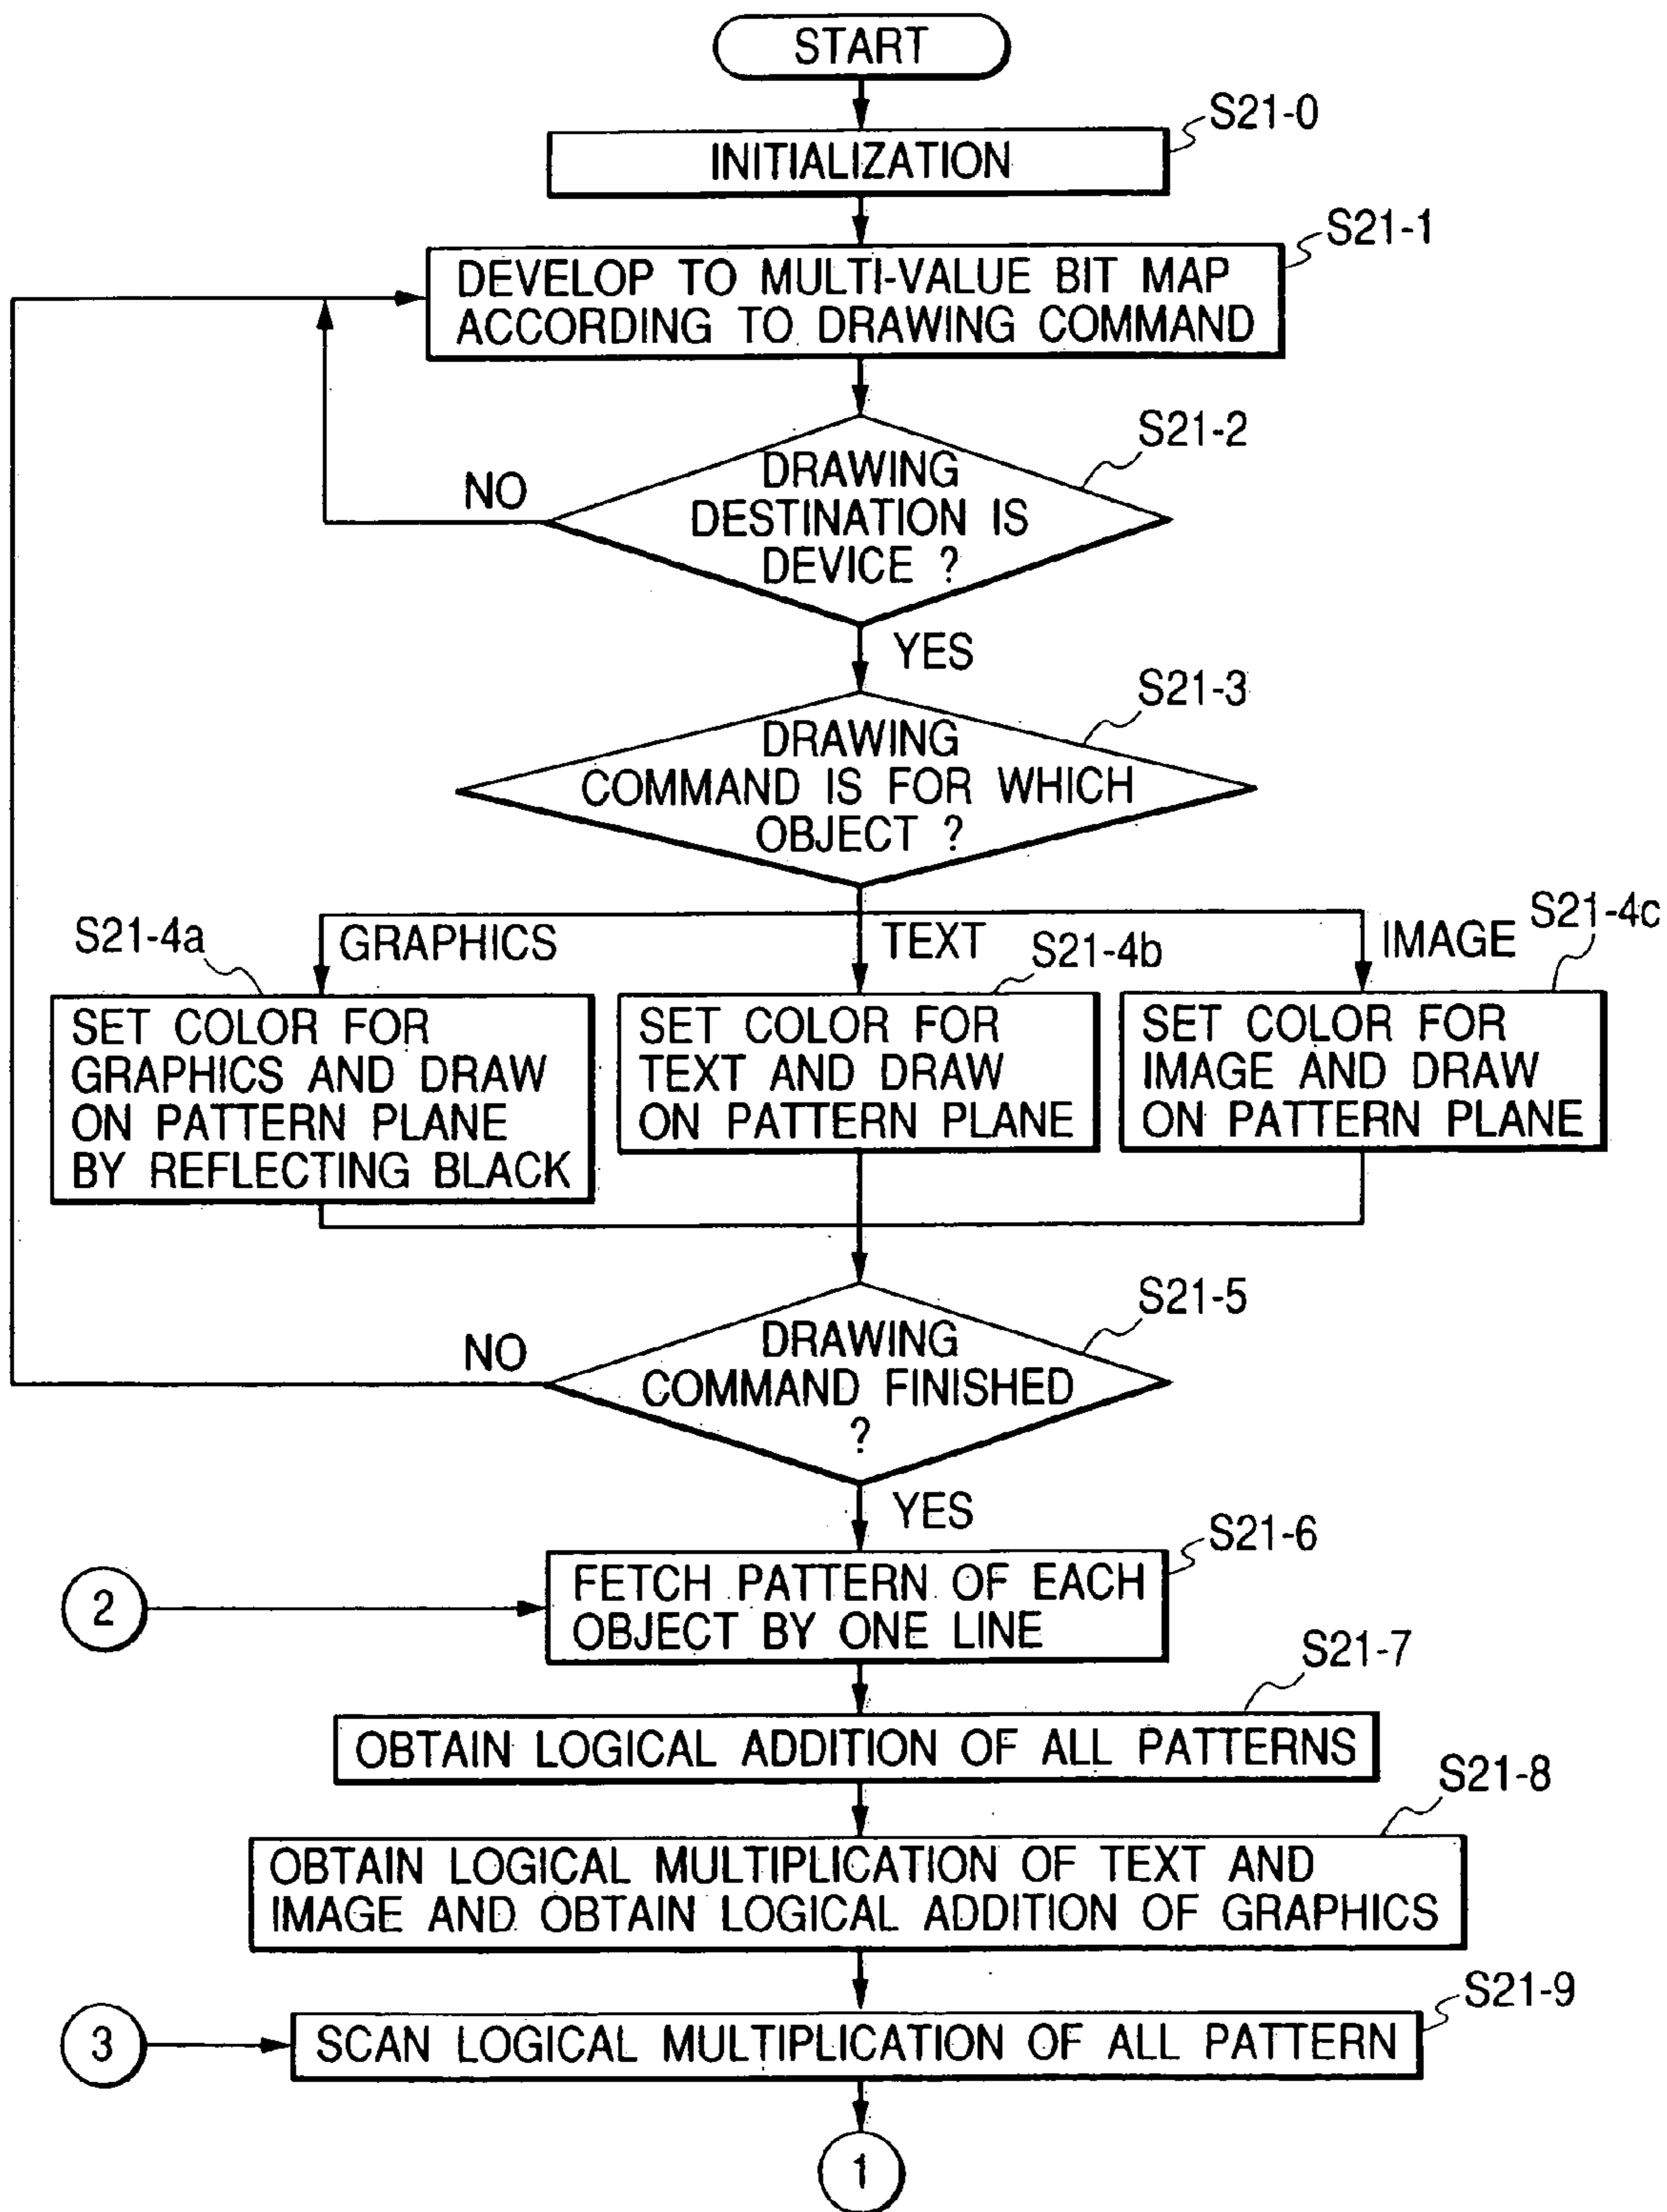 START
S21-0
INITIALIZATION
S21-1
DEVELOP TO MULTI-VALUE BIT MAP
ACCORDING TO DRAWING COMMAND
S21-2
DRAWING
DESTINATION IS
DEVICE ?
NO
YES
S21-3
DRAWING
COMMAND IS FOR WHICH
OBJECT ?
S21-4a
GRAPHICS
TEXT
S21-4b
IMAGE
S21-4c
SET COLOR FOR
GRAPHICS AND DRAW
ON PATTERN PLANE
BY REFLECTING BLACK
SET COLOR FOR
TEXT AND DRAW
ON PATTERN PLANE
SET COLOR FOR
IMAGE AND DRAW
ON PATTERN PLANE
S21-5
NO
DRAWING
COMMAND FINISHED
?
YES
S21-6
2
FETCH PATTERN OF EACH
OBJECT BY ONE LINE
S21-7
OBTAIN LOGICAL ADDITION OF ALL PATTERNS
S21-8
OBTAIN LOGICAL MULTIPLICATION OF TEXT AND
IMAGE AND OBTAIN LOGICAL ADDITION OF GRAPHICS
S21-9
3
SCAN LOGICAL MULTIPLICATION OF ALL PATTERN
1